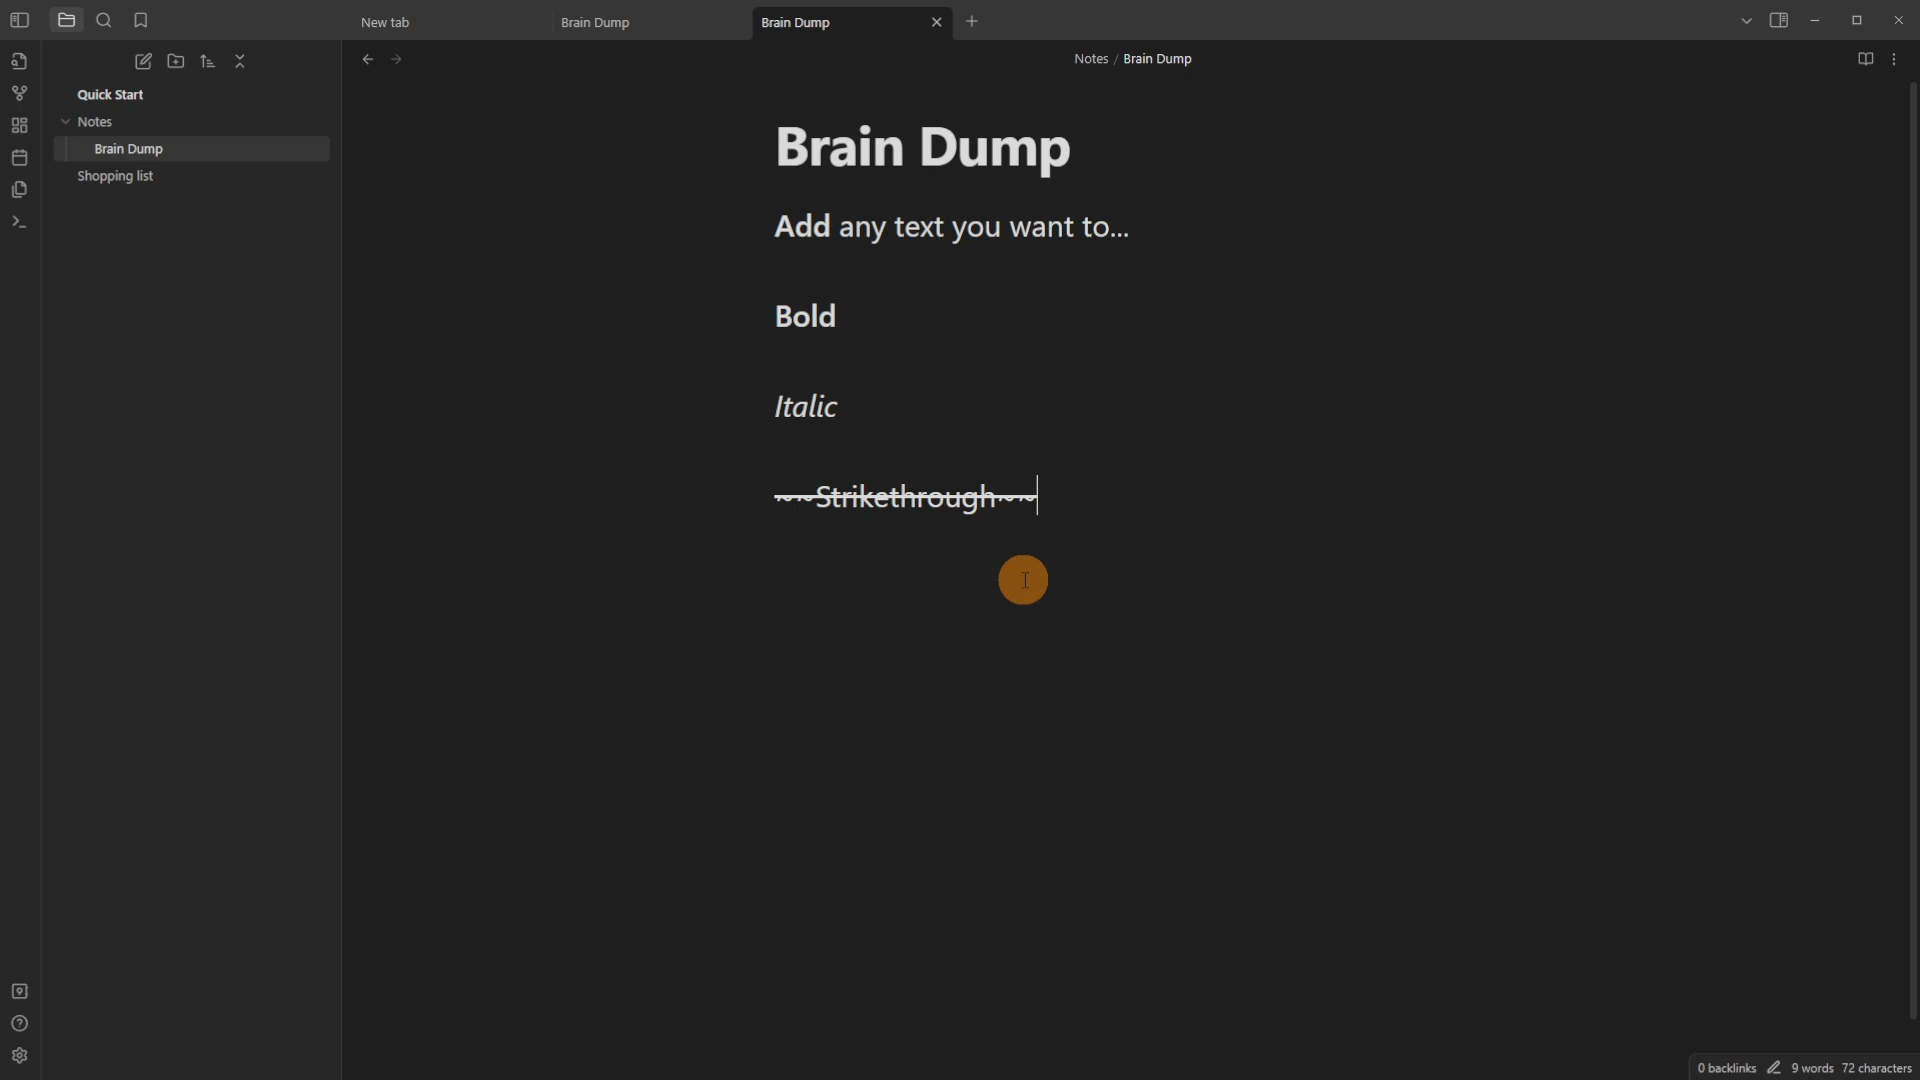 New tab
Brain Dump
Brain Dump
Notes / Brain Dump
Quick Start
Notes
Brain Dump
Shopping list
Brain Dump
Add any text you want to...
Bold
Italic
~~Strikethrough~~
0 backlinks 9 words 72 characters